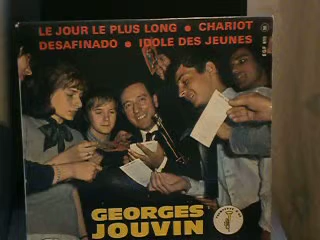 LE JOUR LE PLUS LONG • CHARIOT
DESAFINADO • IDOLE DES JEUNES
GEORGES
JOUVIN